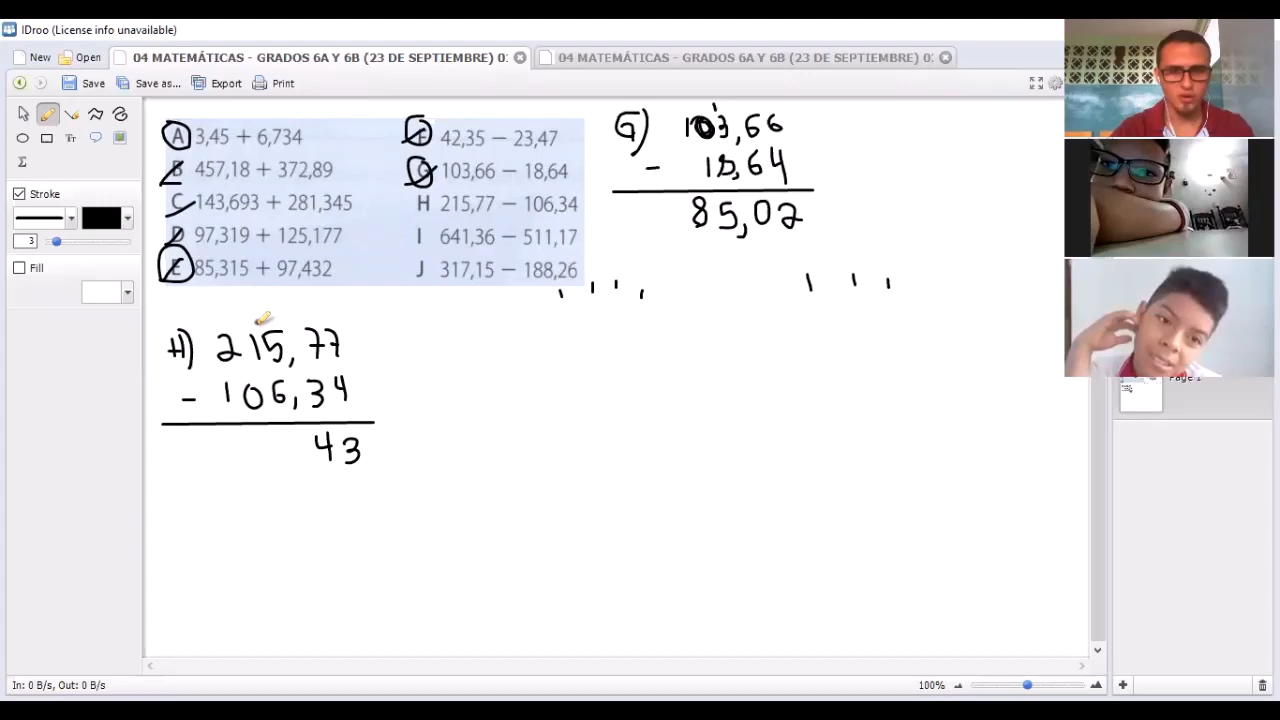 IDroo (License info unavailable)
New Open 04 MATEMÁTICAS - GRADOS 6A Y 6B (23 DE SEPTIEMBRE) 0: 04 MATEMÁTICAS - GRADOS 6A Y 6B (23 DE SEPTIEMBRE) 0:
Save Save as... Export Print
Tr
Σ
Stroke
3
Fill
A 3,45 + 6,734
B 457,18 + 372,89
C 143,693 + 281,345
D 97,319 + 125,177
E 85,315 + 97,432
F 42,35 − 23,47
G 103,66 − 18,64
H 215,77 − 106,34
I 641,36 − 511,17
J 317,15 − 188,26
G) 103,66
- 18,64
85,02
H) 215,77
- 106,34
43
Page 1
In: 0 B/s, Out: 0 B/s
100%